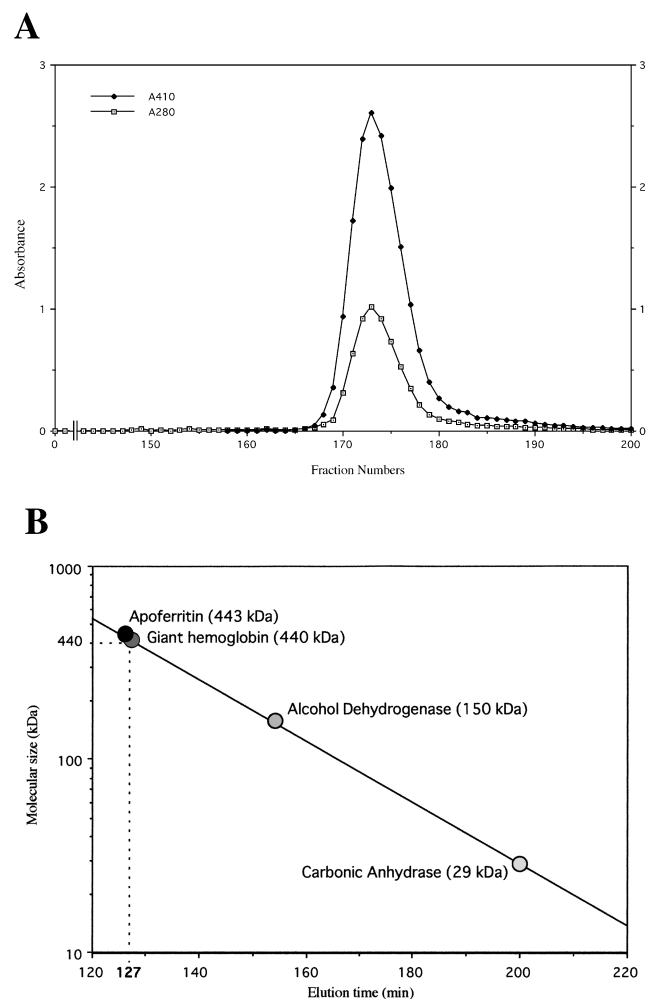 A
3 3
A410
A280
2 2
Absorbance
1 1
0 0
0 150 160 170 180 190 200
Fraction Numbers
B
1000
Apoferritin (443 kDa)
440 Giant hemoglobin (440 kDa)
Alcohol Dehydrogenase (150 kDa)
Molecular size (kDa)
100
Carbonic Anhydrase (29 kDa)
10
120 127 140 160 180 200 220
Elution time (min)